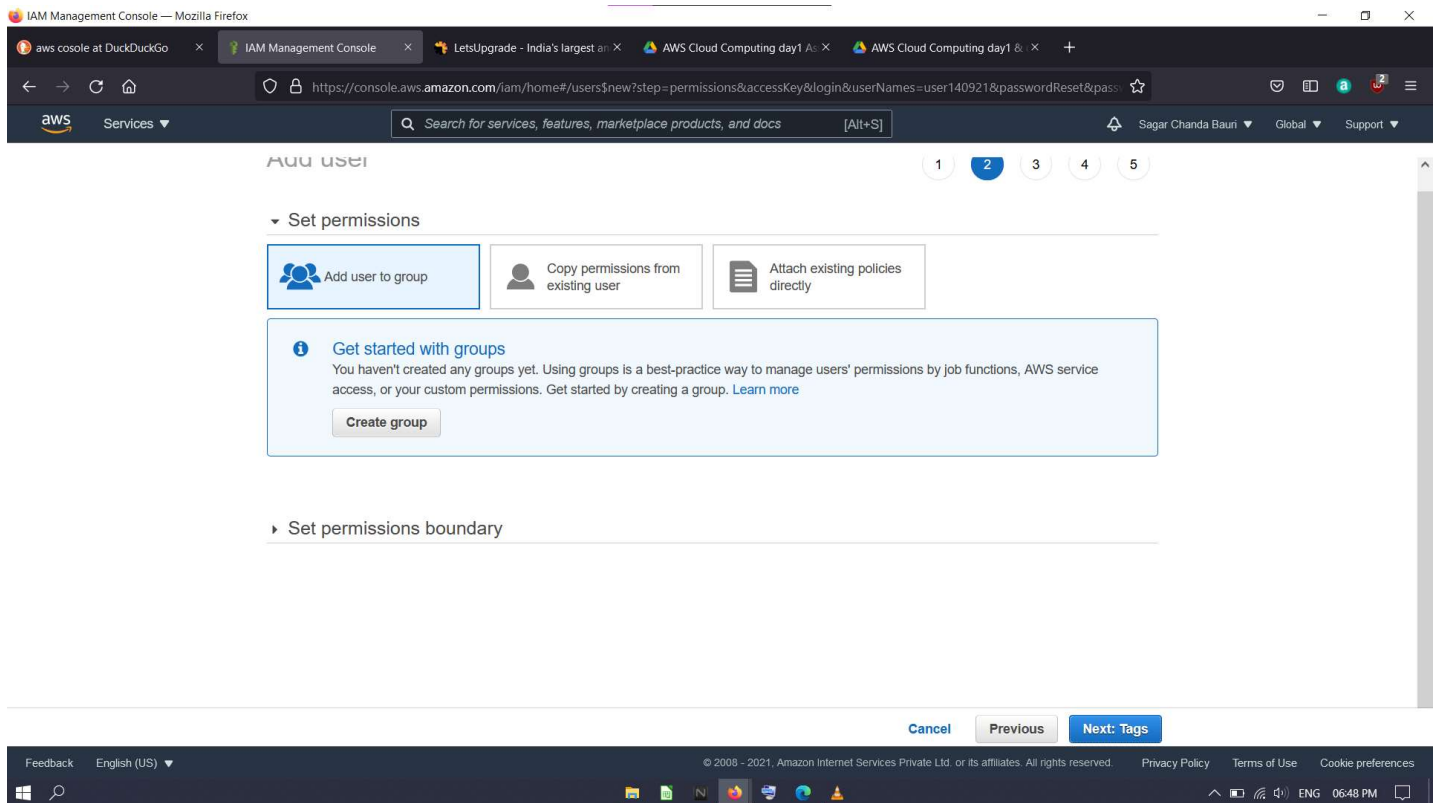 IAM Management Console — Mozilla Firefox
aws cosole at DuckDuckGo
IAM Management Console
LetsUpgrade - India's largest an
AWS Cloud Computing day1 As
AWS Cloud Computing day1 &
https://console.aws.amazon.com/iam/home#/users$new?step=permissions&accessKey&login&userNames=user140921&passwordReset&pass
a
2
aws
Services ▼
Search for services, features, marketplace products, and docs [Alt+S]
Sagar Chanda Bauri ▼
Global ▼
Support ▼
Add user
1 2 3 4 5
Set permissions
Add user to group
Copy permissions from
existing user
Attach existing policies
directly
Get started with groups
You haven't created any groups yet. Using groups is a best-practice way to manage users' permissions by job functions, AWS service
access, or your custom permissions. Get started by creating a group. Learn more
Create group
Set permissions boundary
Cancel
Previous
Next: Tags
Feedback
English (US) ▼
© 2008 - 2021, Amazon Internet Services Private Ltd. or its affiliates. All rights reserved.
Privacy Policy
Terms of Use
Cookie preferences
N
ENG
06:48 PM